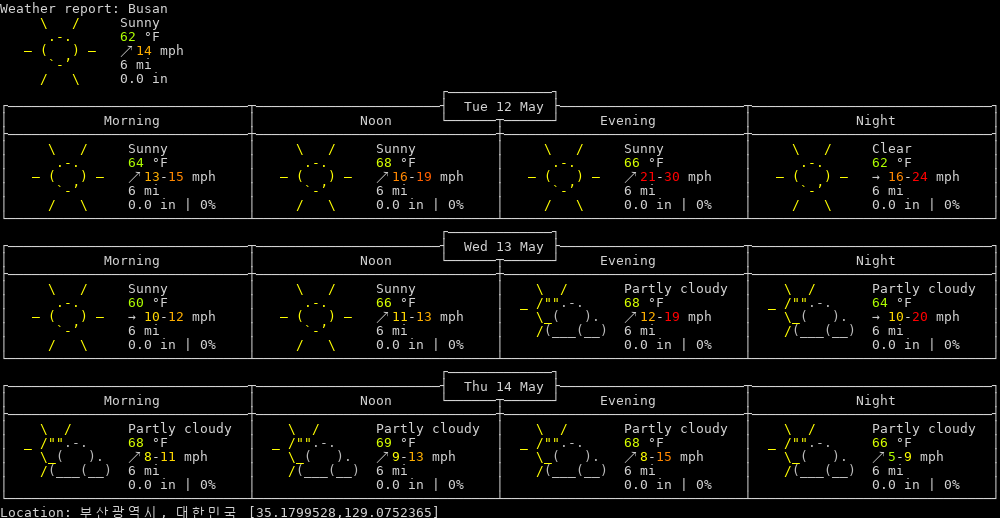 Weather report: Busan
Sunny
62 °F
↗ 14 mph
6 mi
0.0 in
Tue 12 May
Morning Noon Evening Night
Sunny Sunny Sunny Clear
64 °F 68 °F 66 °F 62 °F
↗ 13-15 mph ↗ 16-19 mph ↗ 21-30 mph → 16-24 mph
6 mi 6 mi 6 mi 6 mi
0.0 in | 0% 0.0 in | 0% 0.0 in | 0% 0.0 in | 0%
Wed 13 May
Morning Noon Evening Night
Sunny Sunny Partly cloudy Partly cloudy
60 °F 66 °F 68 °F 64 °F
→ 10-12 mph ↗ 11-13 mph ↗ 12-19 mph → 10-20 mph
6 mi 6 mi 6 mi 6 mi
0.0 in | 0% 0.0 in | 0% 0.0 in | 0% 0.0 in | 0%
Thu 14 May
Morning Noon Evening Night
Partly cloudy Partly cloudy Partly cloudy Partly cloudy
68 °F 69 °F 68 °F 66 °F
↗ 8-11 mph ↗ 9-13 mph ↗ 8-15 mph ↗ 5-9 mph
6 mi 6 mi 6 mi 6 mi
0.0 in | 0% 0.0 in | 0% 0.0 in | 0% 0.0 in | 0%
Location: 부산광역시, 대한민국 [35.1799528,129.0752365]